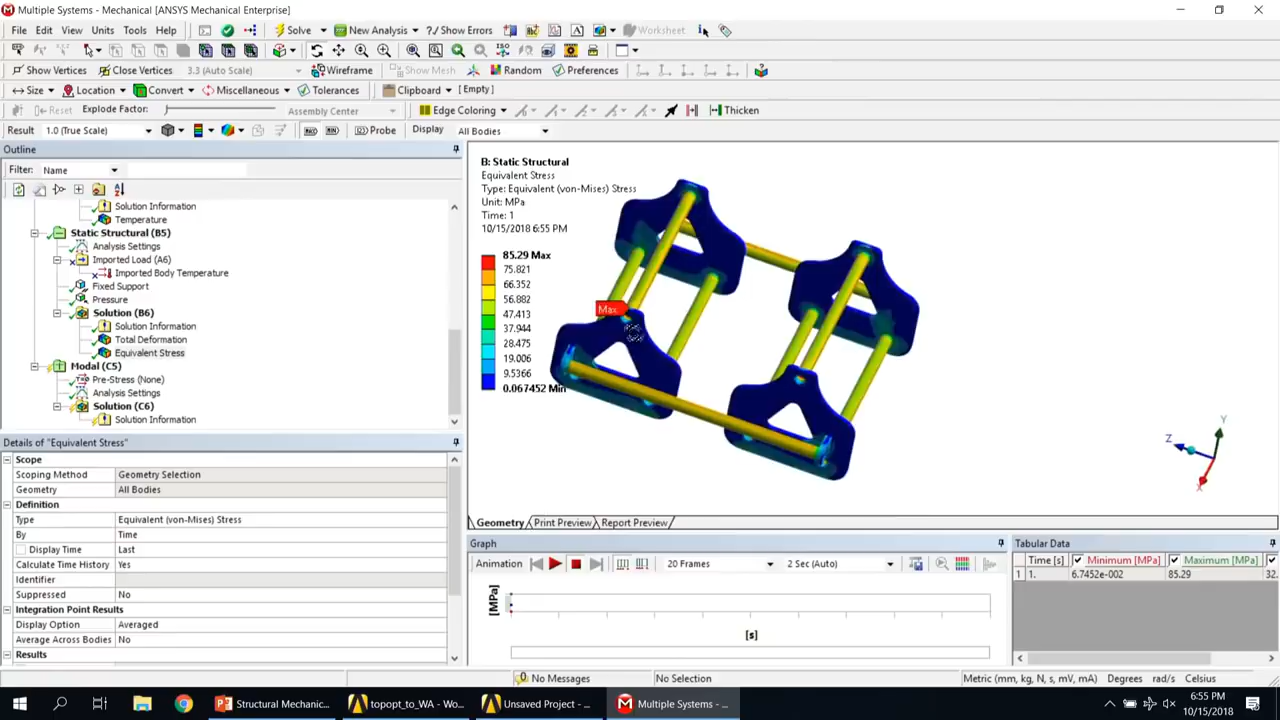 Multiple Systems - Mechanical [ANSYS Mechanical Enterprise]
File Edit View Units Tools Help Solve New Analysis Show Errors Worksheet
Show Vertices Close Vertices 3.3 (Auto Scale) Wireframe Show Mesh Random Preferences
Size Location Convert Miscellaneous Tolerances Clipboard [ Empty ]
Reset Explode Factor: Assembly Center Edge Coloring Thicken
Result 1.0 (True Scale) Probe Display All Bodies
Outline
Filter: Name
Solution Information
Temperature
Static Structural (B5)
Analysis Settings
Imported Load (A6)
Imported Body Temperature
Fixed Support
Pressure
Solution (B6)
Solution Information
Total Deformation
Equivalent Stress
Modal (C5)
Pre-Stress (None)
Analysis Settings
Solution (C6)
Solution Information
Details of "Equivalent Stress"
Scope
Scoping Method Geometry Selection
Geometry All Bodies
Definition
Type Equivalent (von-Mises) Stress
By Time
Display Time Last
Calculate Time History Yes
Identifier
Suppressed No
Integration Point Results
Display Option Averaged
Average Across Bodies No
Results
B: Static Structural
Equivalent Stress
Type: Equivalent (von-Mises) Stress
Unit: MPa
Time: 1
10/15/2018 6:55 PM
85.29 Max
75.821
66.352
56.882
47.413
37.944
28.475
19.006
9.5366
0.067452 Min
Max
Y
Z
X
Geometry Print Preview Report Preview
Graph
Animation 20 Frames 2 Sec (Auto)
[MPa]
[s]
Tabular Data
Time [s] Minimum [MPa] Maximum [MPa]
1 1. 6.7452e-002 85.29 32.
0 No Messages No Selection Metric (mm, kg, N, s, mV, mA) Degrees rad/s Celsius
Structural Mechanic... topopt_to_WA - Wo... Unsaved Project - ... Multiple Systems - ...
6:55 PM
10/15/2018